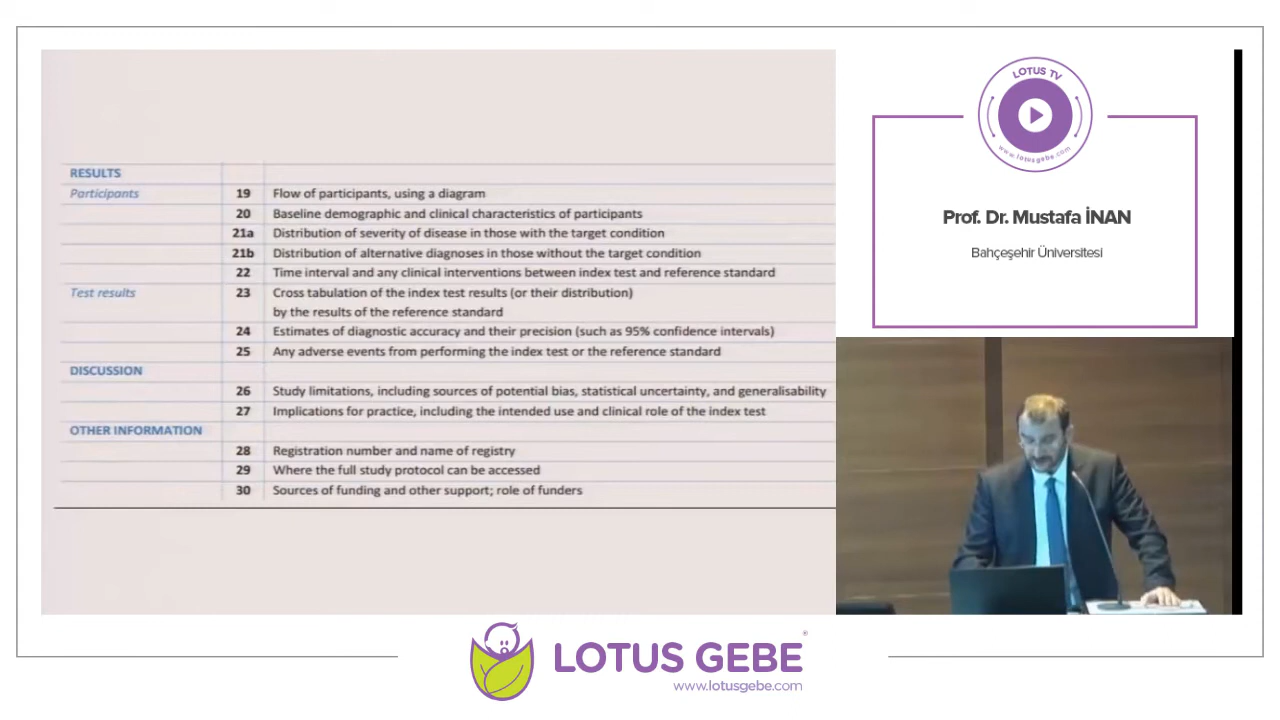 RESULTS
Participants 19 Flow of participants, using a diagram
20 Baseline demographic and clinical characteristics of participants
21a Distribution of severity of disease in those with the target condition
21b Distribution of alternative diagnoses in those without the target condition
22 Time interval and any clinical interventions between index test and reference standard
Test results 23 Cross tabulation of the index test results (or their distribution)
by the results of the reference standard
24 Estimates of diagnostic accuracy and their precision (such as 95% confidence intervals)
25 Any adverse events from performing the index test or the reference standard
DISCUSSION
26 Study limitations, including sources of potential bias, statistical uncertainty, and generalisability
27 Implications for practice, including the intended use and clinical role of the index test
OTHER INFORMATION
28 Registration number and name of registry
29 Where the full study protocol can be accessed
30 Sources of funding and other support; role of funders
LOTUS TV
www.lotusgebe.com
Prof. Dr. Mustafa İNAN
Bahçeşehir Üniversitesi
LOTUS GEBE®
www.lotusgebe.com